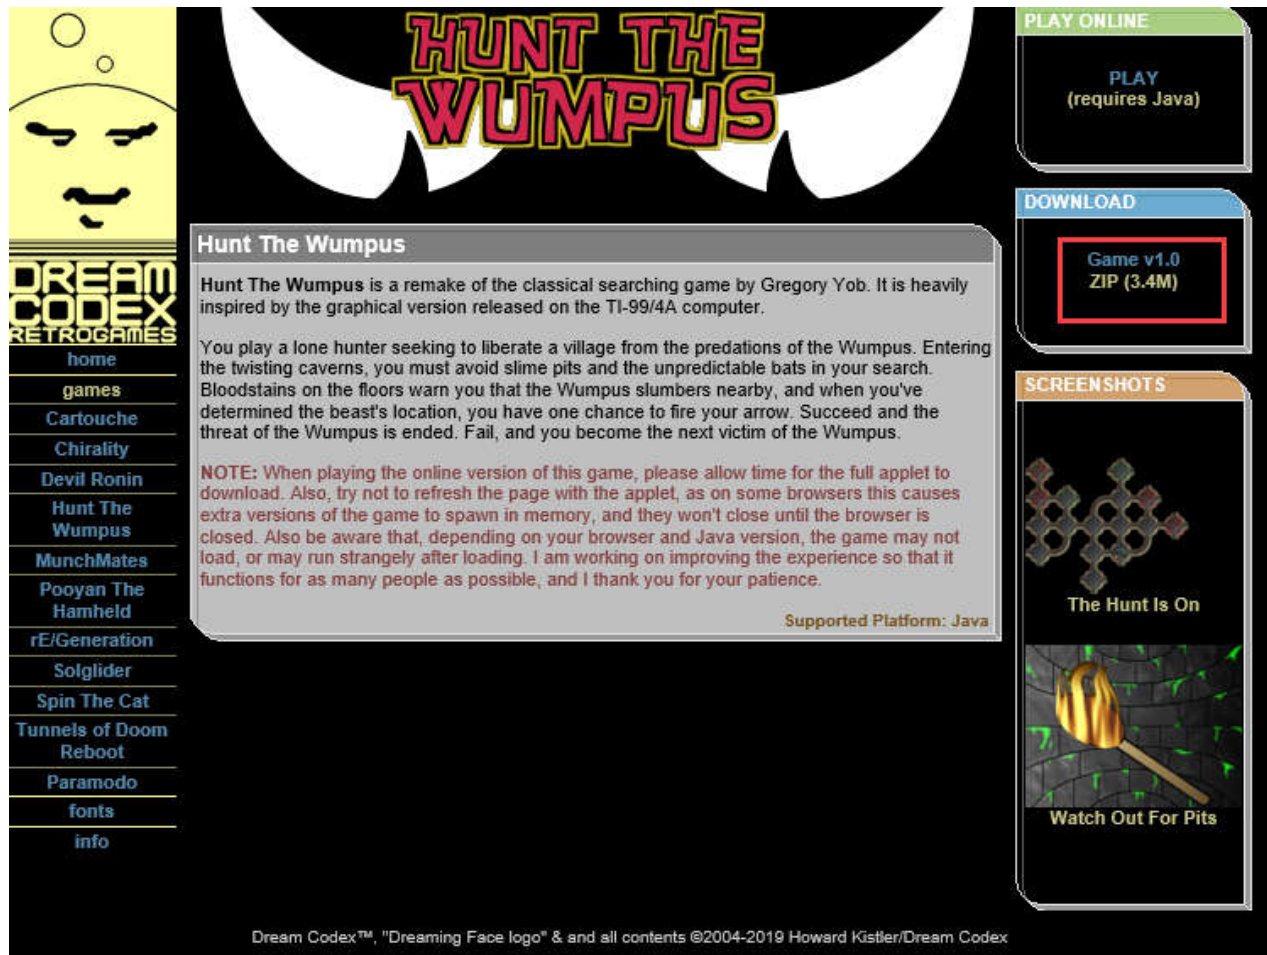 HUNT THE
WUMPUS
DREAM
CODEX
RETROGAMES
home
games
Cartouche
Chirality
Devil Ronin
Hunt The
Wumpus
MunchMates
Pooyan The
Hamheld
rE/Generation
Solglider
Spin The Cat
Tunnels of Doom
Reboot
Paramodo
fonts
info
Hunt The Wumpus
Hunt The Wumpus is a remake of the classical searching game by Gregory Yob. It is heavily
inspired by the graphical version released on the TI-99/4A computer.
You play a lone hunter seeking to liberate a village from the predations of the Wumpus. Entering
the twisting caverns, you must avoid slime pits and the unpredictable bats in your search.
Bloodstains on the floors warn you that the Wumpus slumbers nearby, and when you've
determined the beast's location, you have one chance to fire your arrow. Succeed and the
threat of the Wumpus is ended. Fail, and you become the next victim of the Wumpus.
NOTE: When playing the online version of this game, please allow time for the full applet to
download. Also, try not to refresh the page with the applet, as on some browsers this causes
extra versions of the game to spawn in memory, and they won't close until the browser is
closed. Also be aware that, depending on your browser and Java version, the game may not
load, or may run strangely after loading. I am working on improving the experience so that it
functions for as many people as possible, and I thank you for your patience.
Supported Platform: Java
PLAY ONLINE
PLAY
(requires Java)
DOWNLOAD
Game v1.0
ZIP (3.4M)
SCREENSHOTS
The Hunt Is On
Watch Out For Pits
Dream Codex™, "Dreaming Face logo" & and all contents ©2004-2019 Howard Kistler/Dream Codex